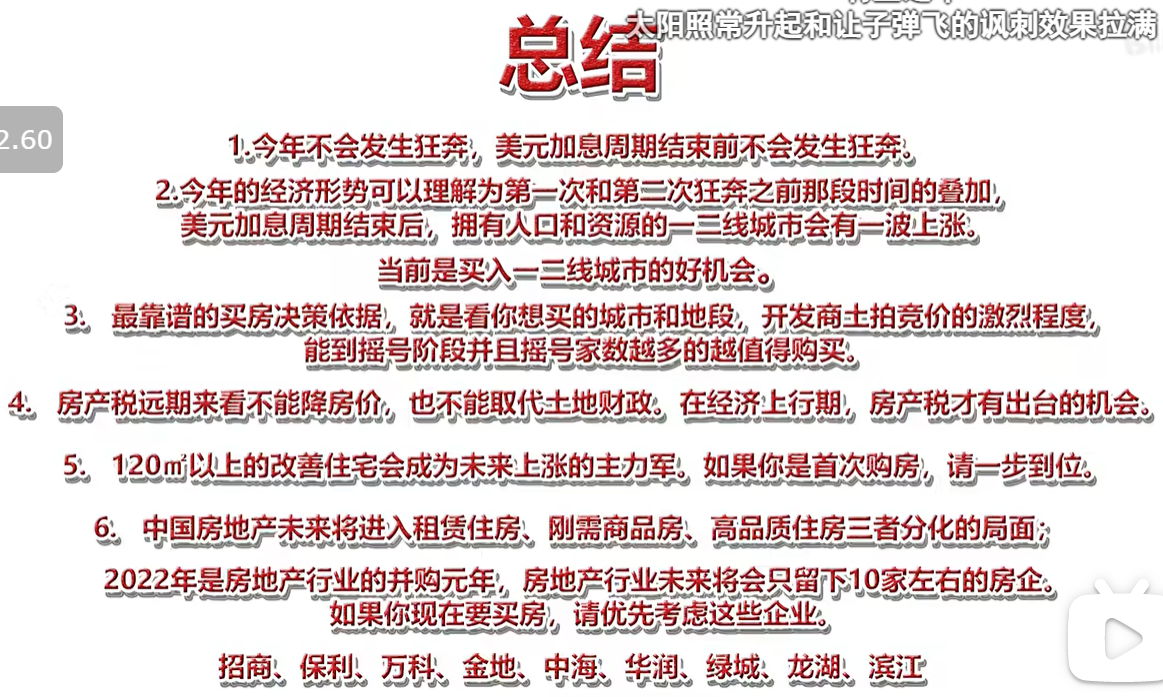 太阳照常升起和让子弹飞的讽刺效果拉满
总结
2.60
1.今年不会发生狂奔，美元加息周期结束前不会发生狂奔。
2.今年的经济形势可以理解为第一次和第二次狂奔之前那段时间的叠加，
美元加息周期结束后，拥有人口和资源的一二线城市会有一波上涨。
当前是买入一二线城市的好机会。
3. 最靠谱的买房决策依据，就是看你想买的城市和地段，开发商土拍竞价的激烈程度，
能到摇号阶段并且摇号家数越多的越值得购买。
4. 房产税远期来看不能降房价，也不能取代土地财政。在经济上行期，房产税才有出台的机会。
5. 120㎡以上的改善住宅会成为未来上涨的主力军。如果你是首次购房，请一步到位。
6. 中国房地产未来将进入租赁住房、刚需商品房、高品质住房三者分化的局面；
2022年是房地产行业的并购元年，房地产行业未来将会只留下10家左右的房企。
如果你现在要买房，请优先考虑这些企业。
招商、保利、万科、金地、中海、华润、绿城、龙湖、滨江